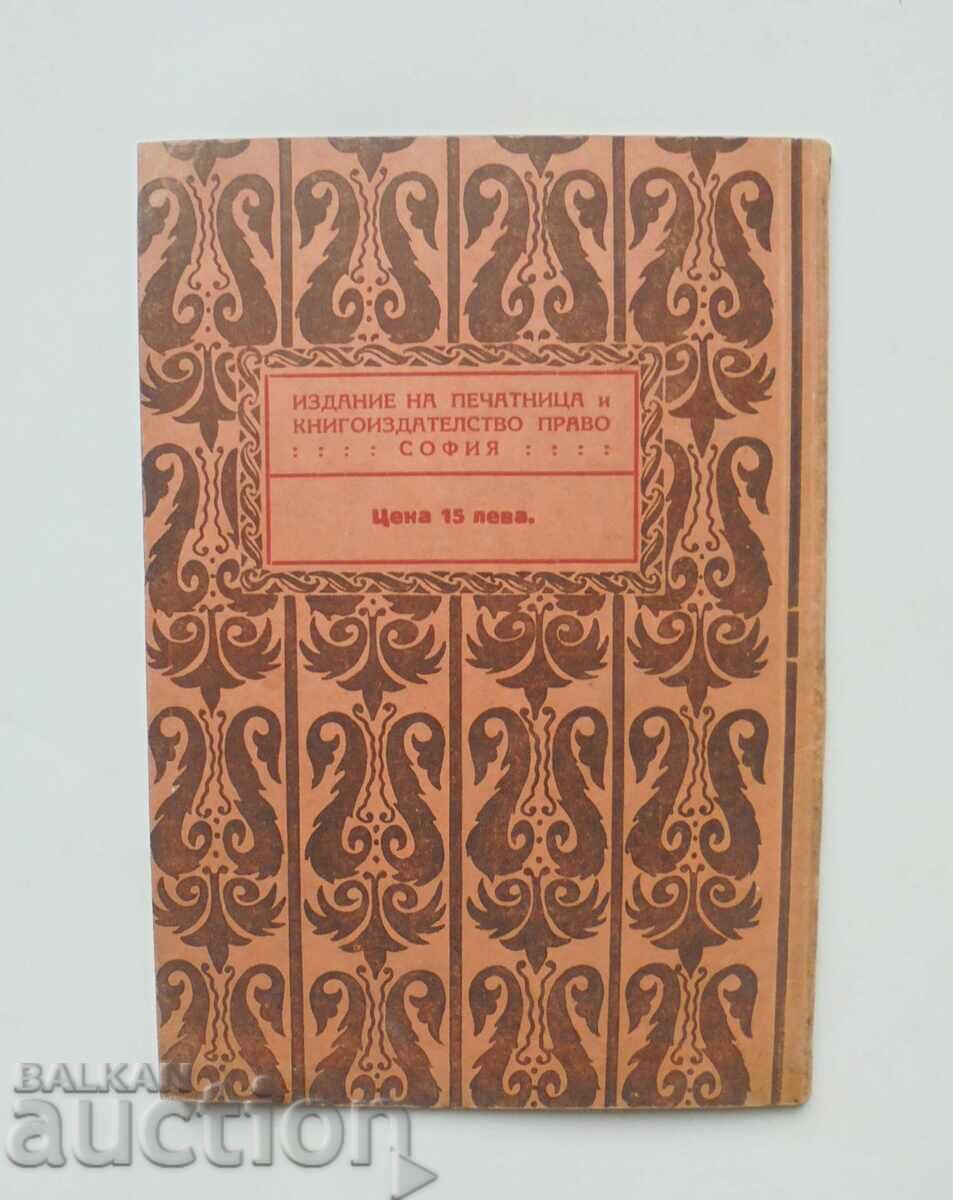 ИЗДАНИЕ НА ПЕЧАТНИЦА и
КНИГОИЗДАТЕЛСТВО ПРАВО
: : : : СОФИЯ : : : :
Цена 15 лева.
BALKAN
auction